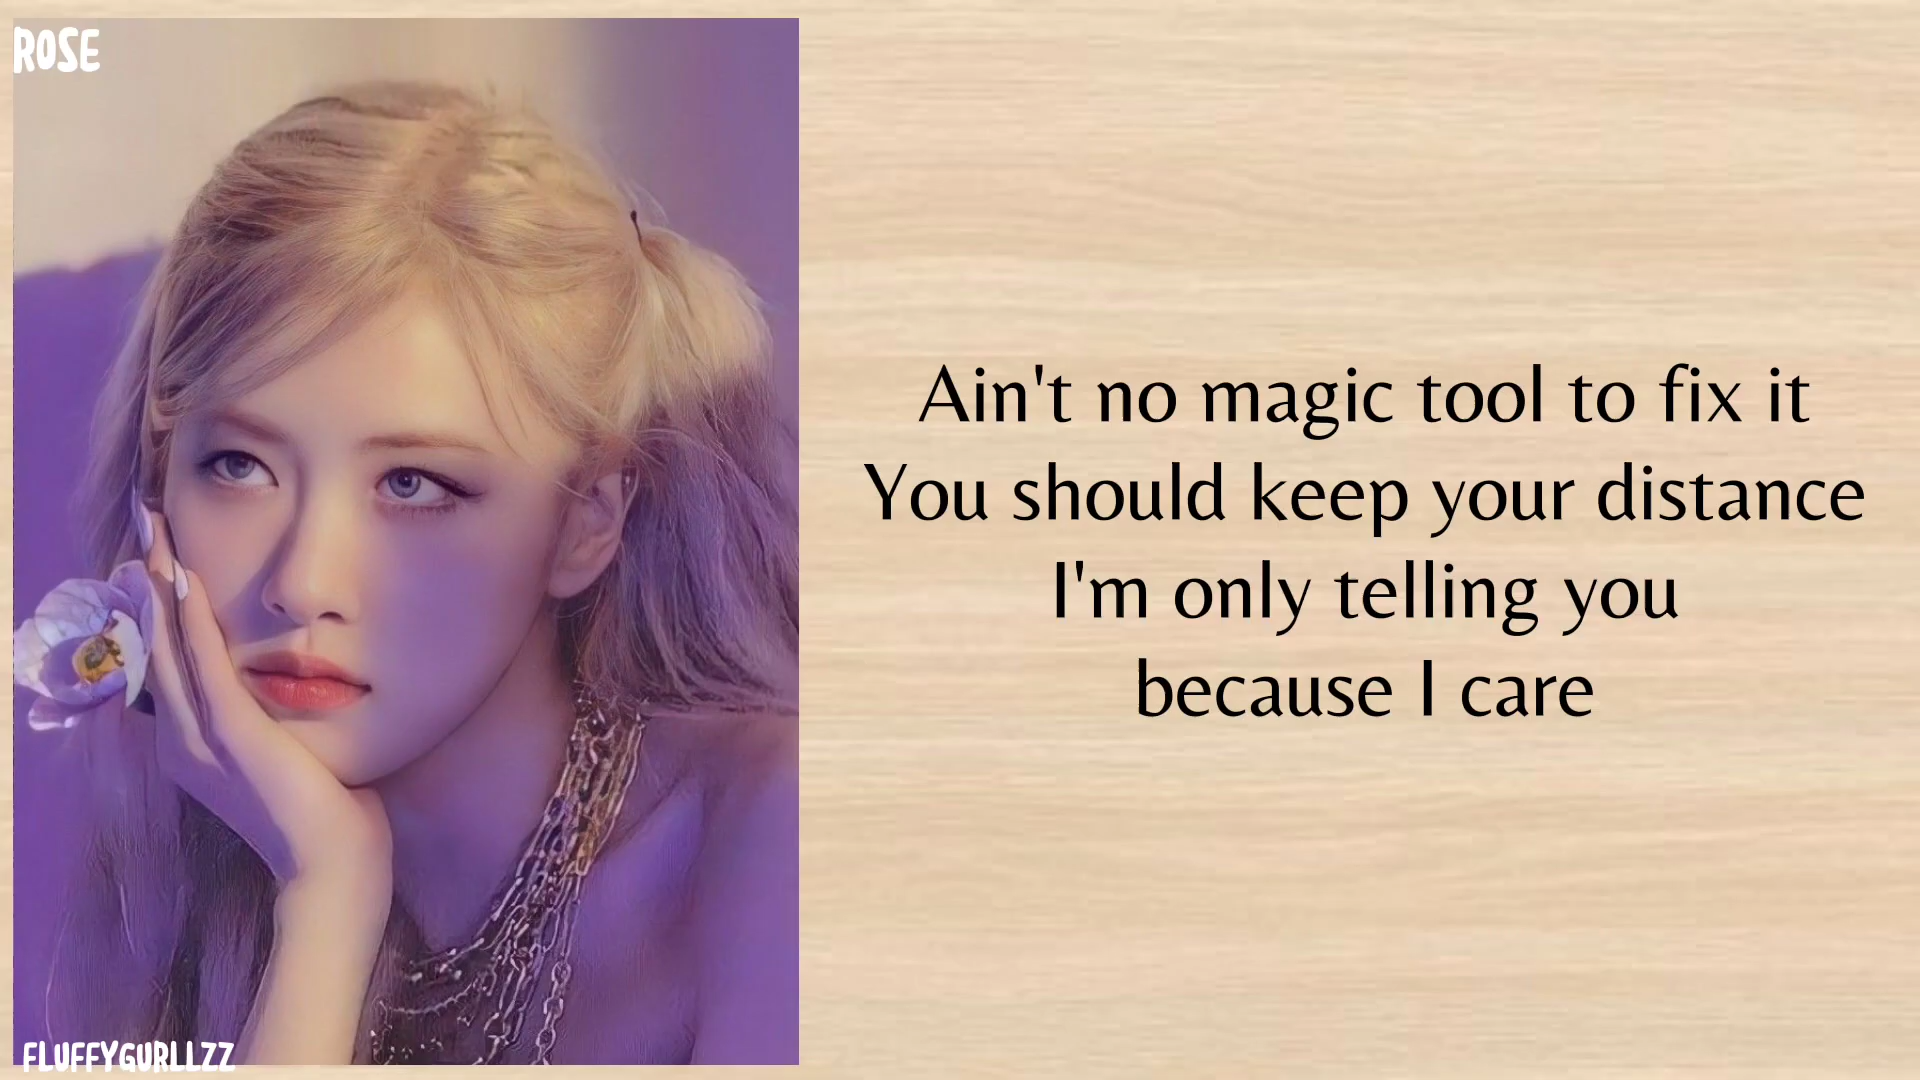 ROSE
Ain't no magic tool to fix it
You should keep your distance
I'm only telling you
because I care
FLUFFYGURLLZZ